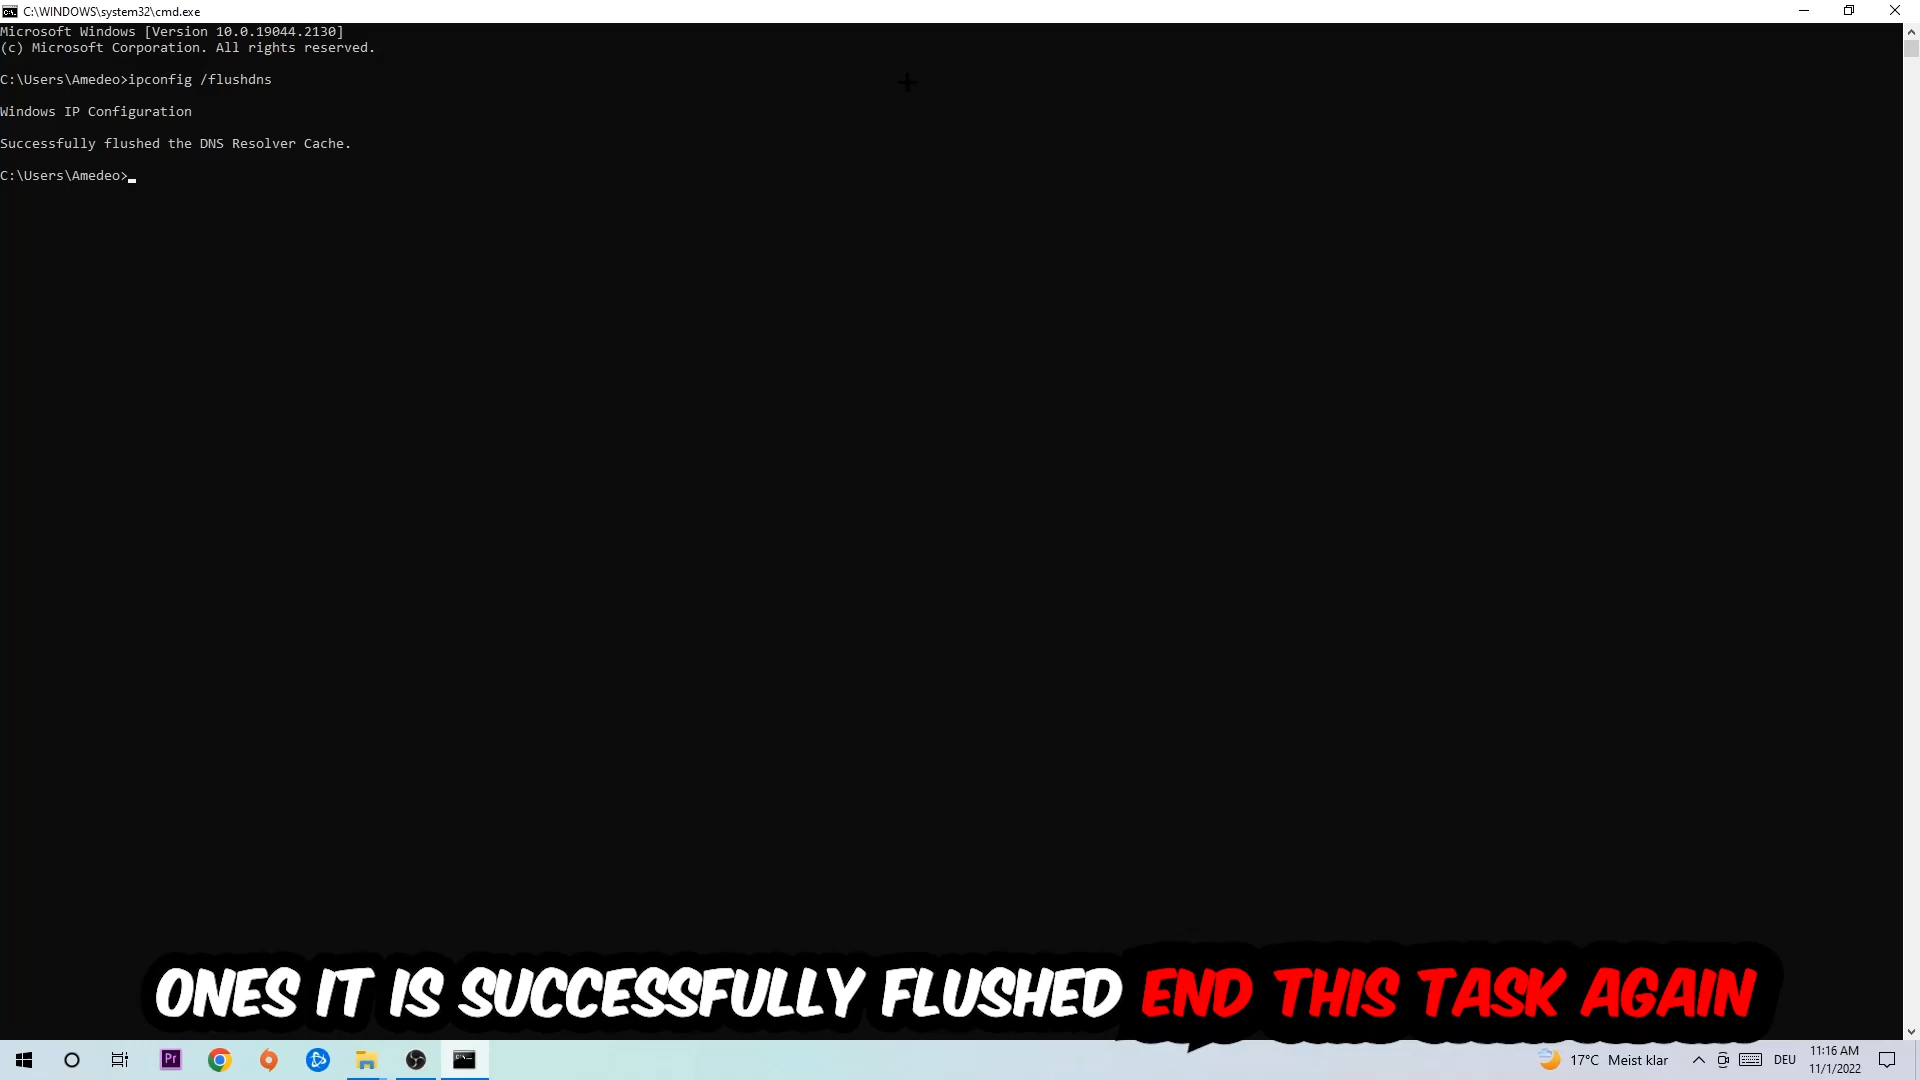 C:\WINDOWS\system32\cmd.exe
Microsoft Windows [Version 10.0.19044.2130]
(c) Microsoft Corporation. All rights reserved.
C:\Users\Amedeo>ipconfig /flushdns
Windows IP Configuration
Successfully flushed the DNS Resolver Cache.
C:\Users\Amedeo>
ONES IT IS SUCCESSFULLY FLUSHED END THIS TASK AGAIN
Pr
17°C Meist klar
DEU
11:16 AM
11/1/2022